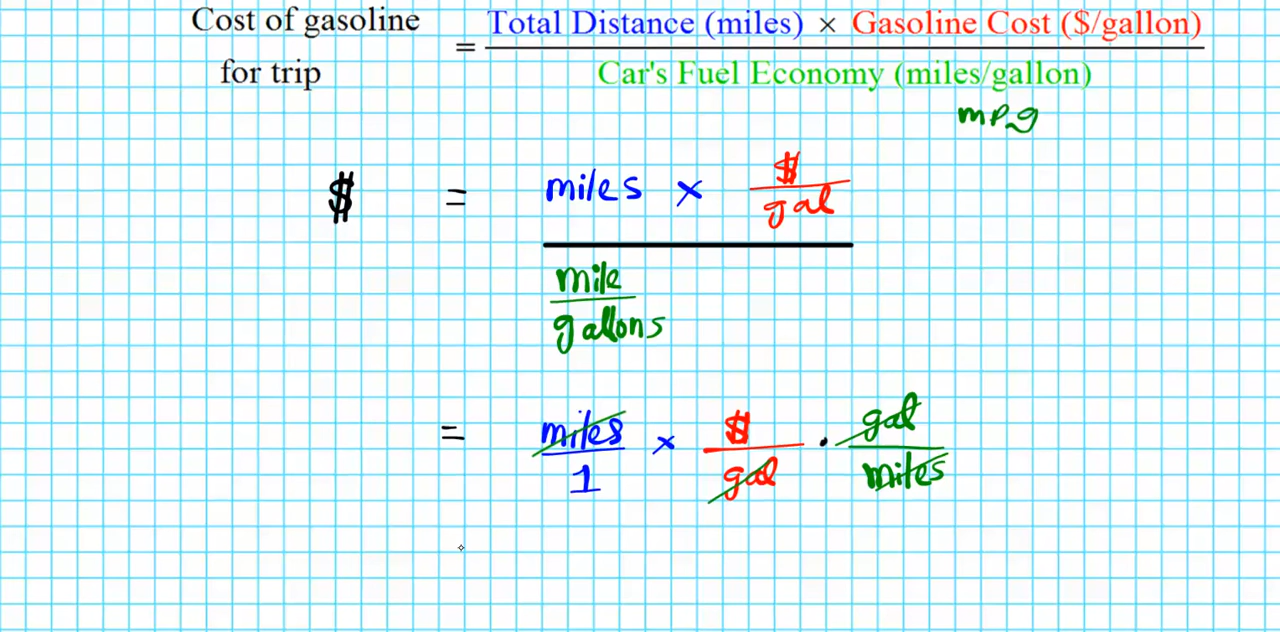 Cost of gasoline for trip = Total Distance (miles) × Gasoline Cost ($/gallon)
Car's Fuel Economy (miles/gallon)
mpg
$ = miles × $/gal
mile/gallons
= miles/1 × $/gal · gal/miles